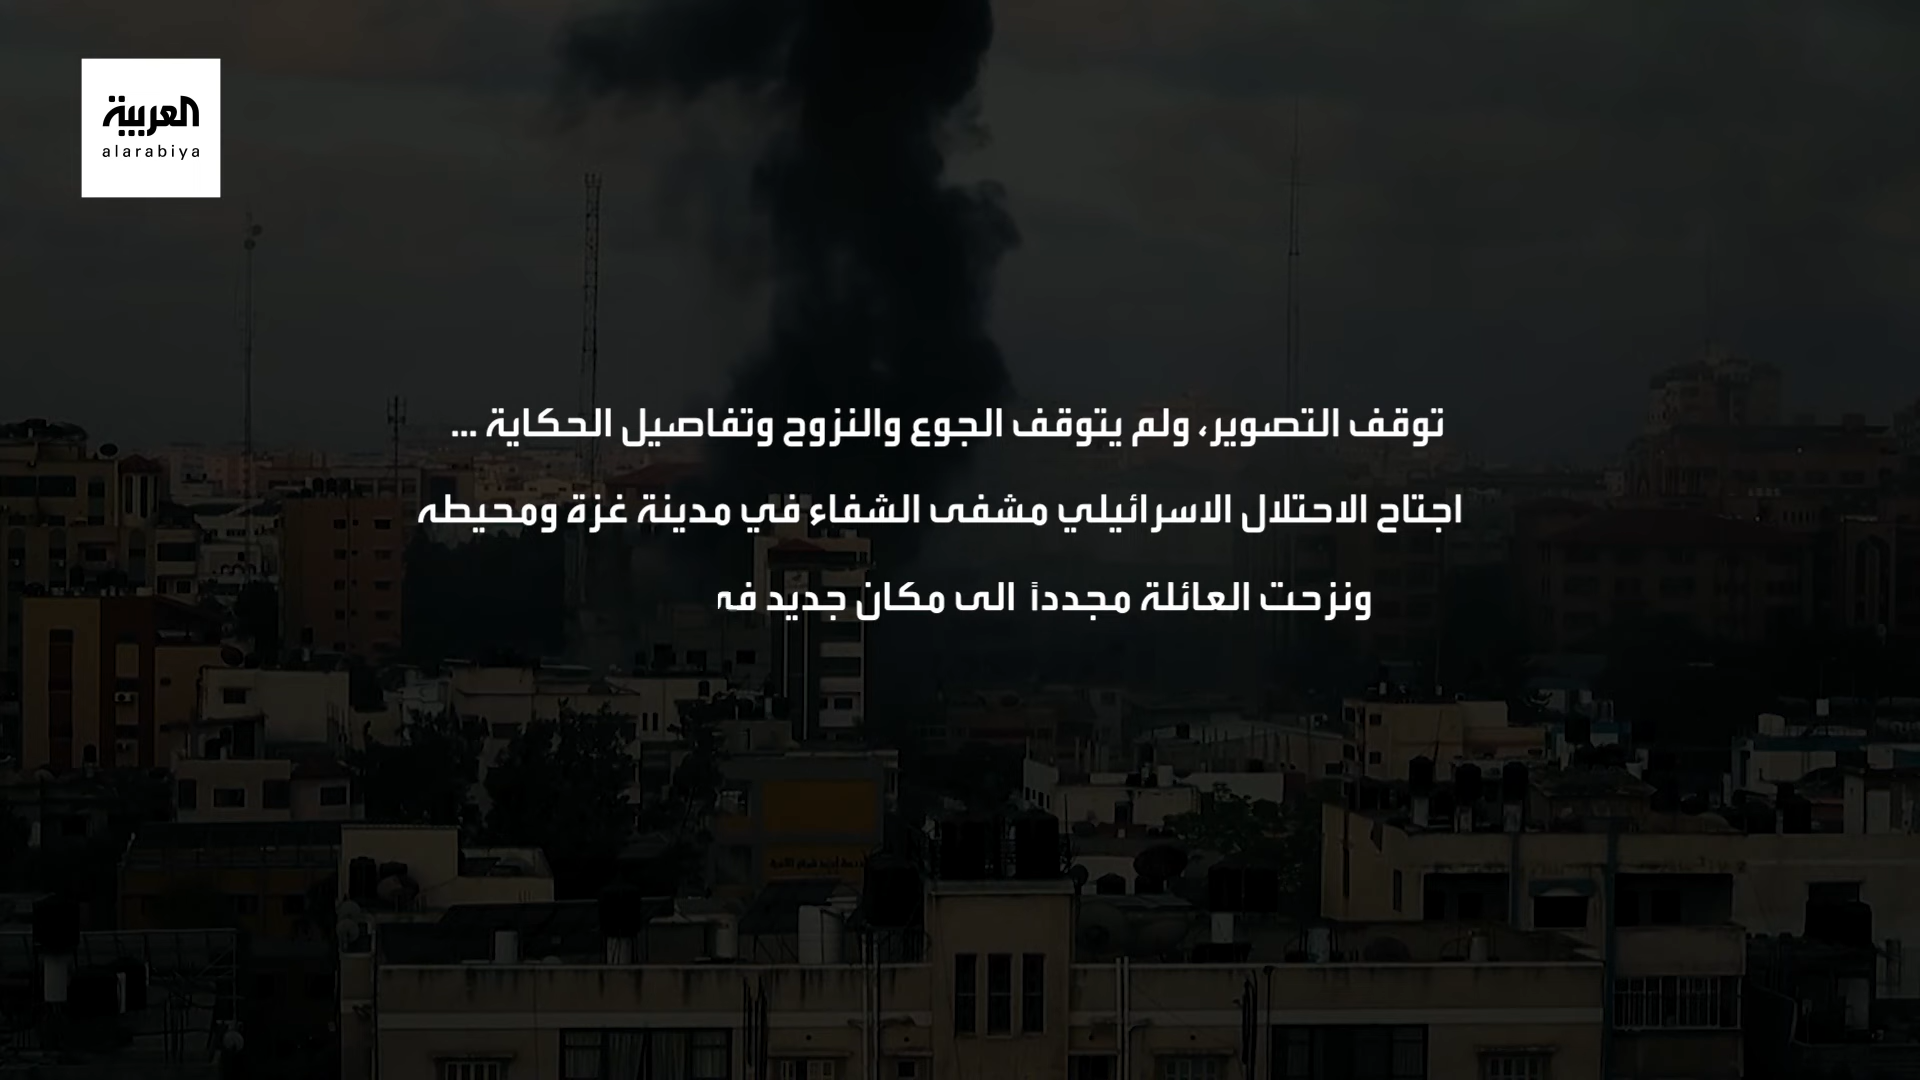 العربية
alarabiya
توقف التصوير، ولم يتوقف الجوع والنزوح وتفاصيل الحكاية ...
اجتاح الاحتلال الاسرائيلي مشفى الشفاء في مدينة غزة ومحيطه
ونزحت العائلة مجدداً الى مكان جديد